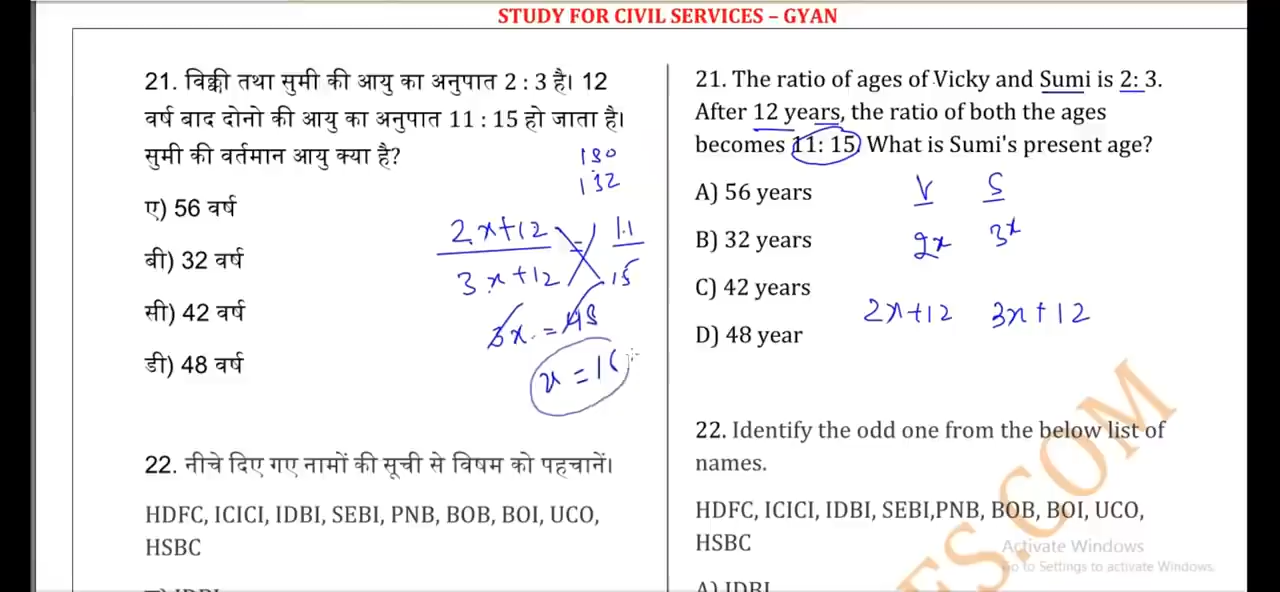 STUDY FOR CIVIL SERVICES – GYAN
21. विक्की तथा सुमी की आयु का अनुपात 2 : 3 है। 12
वर्ष बाद दोनो की आयु का अनुपात 11 : 15 हो जाता है।
सुमी की वर्तमान आयु क्या है?
180
132
ए) 56 वर्ष
2x+12 = 11
3x+12 15
बी) 32 वर्ष
सी) 42 वर्ष
3x = 48
डी) 48 वर्ष
x = 16
22. नीचे दिए गए नामों की सूची से विषम को पहचानें।
HDFC, ICICI, IDBI, SEBI, PNB, BOB, BOI, UCO,
HSBC
21. The ratio of ages of Vicky and Sumi is 2: 3.
After 12 years, the ratio of both the ages
becomes 11: 15. What is Sumi's present age?
A) 56 years
V S
B) 32 years
2x 3x
C) 42 years
2x+12 3x+12
D) 48 year
22. Identify the odd one from the below list of
names.
HDFC, ICICI, IDBI, SEBI,PNB, BOB, BOI, UCO,
HSBC
A) IDBI
Activate Windows
Go to Settings to activate Windows.